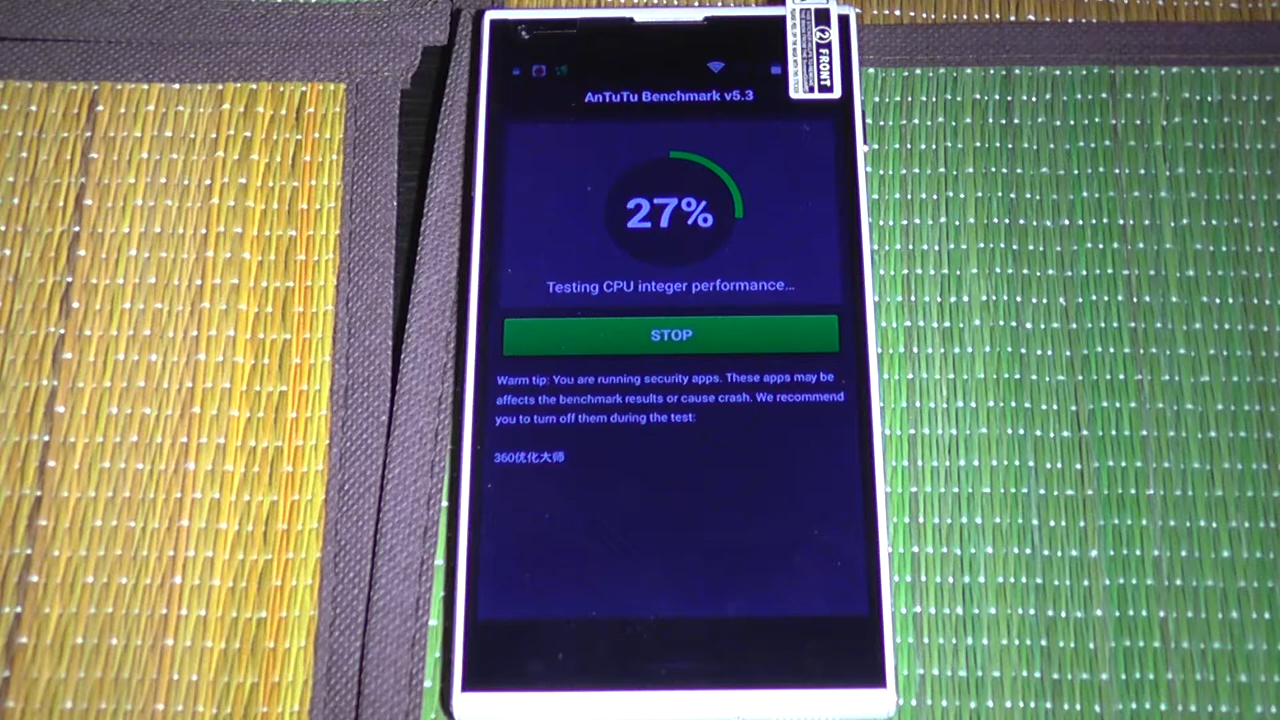 ② FRONT
AnTuTu Benchmark v5.3
27%
Testing CPU integer performance...
STOP
Warm tip: You are running security apps. These apps may be
affects the benchmark results or cause crash. We recommend
you to turn off them during the test:
360优化大师